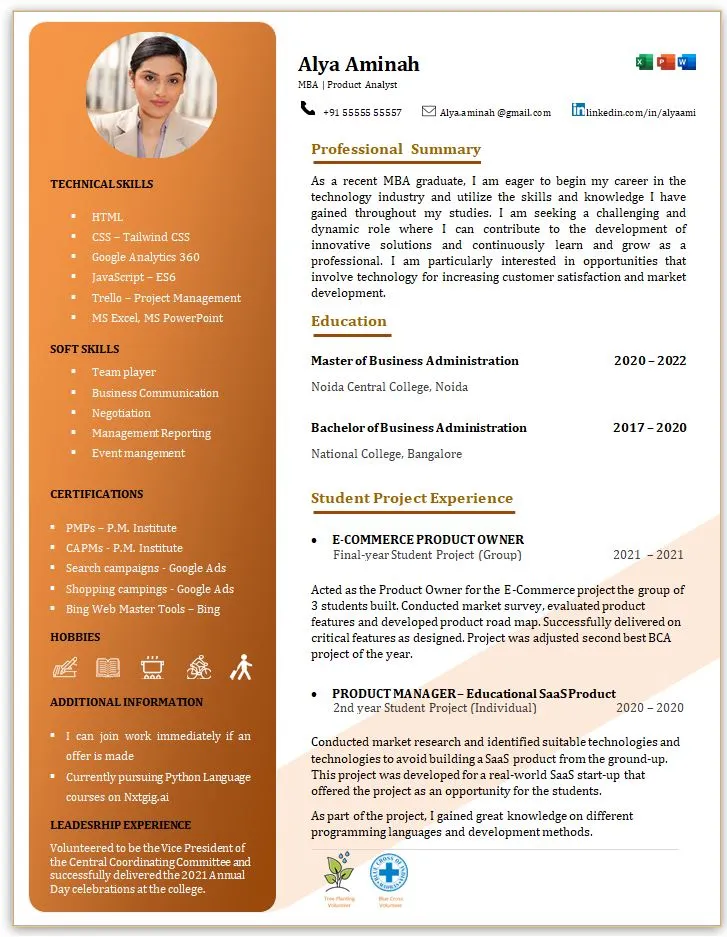 Alya Aminah
MBA | Product Analyst
+91 55555 55557
Alya.aminah @gmail.com
in
linkedin.com/in/alyaami
X
P
W
TECHNICAL SKILLS
HTML
CSS – Tailwind CSS
Google Analytics 360
JavaScript – ES6
Trello – Project Management
MS Excel, MS PowerPoint
SOFT SKILLS
Team player
Business Communication
Negotiation
Management Reporting
Event mangement
CERTIFICATIONS
PMPs – P.M. Institute
CAPMs - P.M. Institute
Search campaigns - Google Ads
Shopping campings - Google Ads
Bing Web Master Tools – Bing
HOBBIES
ADDITIONAL INFORMATION
I can join work immediately if an
offer is made
Currently pursuing Python Language
courses on Nxtgig.ai
LEADESRHIP EXPERIENCE
Volunteered to be the Vice President of
the Central Coordinating Committee and
successfully delivered the 2021 Annual
Day celebrations at the college.
Professional Summary
As a recent MBA graduate, I am eager to begin my career in the
technology industry and utilize the skills and knowledge I have
gained throughout my studies. I am seeking a challenging and
dynamic role where I can contribute to the development of
innovative solutions and continuously learn and grow as a
professional. I am particularly interested in opportunities that
involve technology for increasing customer satisfaction and market
development.
Education
Master of Business Administration 2020 – 2022
Noida Central College, Noida
Bachelor of Business Administration 2017 – 2020
National College, Bangalore
Student Project Experience
E-COMMERCE PRODUCT OWNER
Final-year Student Project (Group) 2021 – 2021
Acted as the Product Owner for the E-Commerce project the group of
3 students built. Conducted market survey, evaluated product
features and developed product road map. Successfully delivered on
critical features as designed. Project was adjusted second best BCA
project of the year.
PRODUCT MANAGER – Educational SaaS Product
2nd year Student Project (Individual) 2020 – 2020
Conducted market research and identified suitable technologies and
technologies to avoid building a SaaS product from the ground-up.
This project was developed for a real-world SaaS start-up that
offered the project as an opportunity for the students.
As part of the project, I gained great knowledge on different
programming languages and development methods.
Tree Planting
Volunteer
Blue Cross
Volunteer